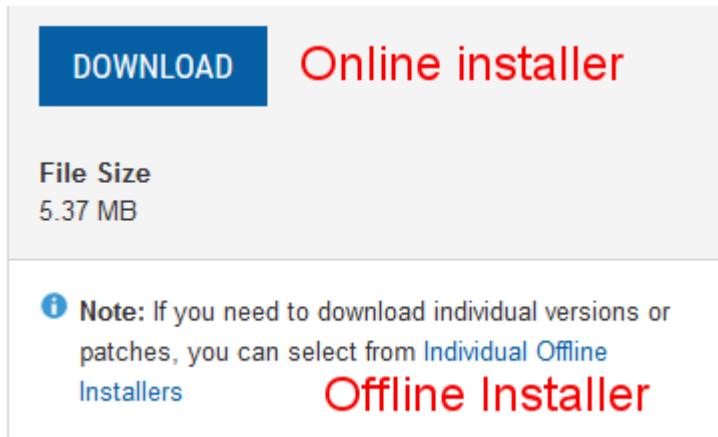 DOWNLOAD Online installer
File Size
5.37 MB
Note: If you need to download individual versions or
patches, you can select from Individual Offline
Installers Offline Installer